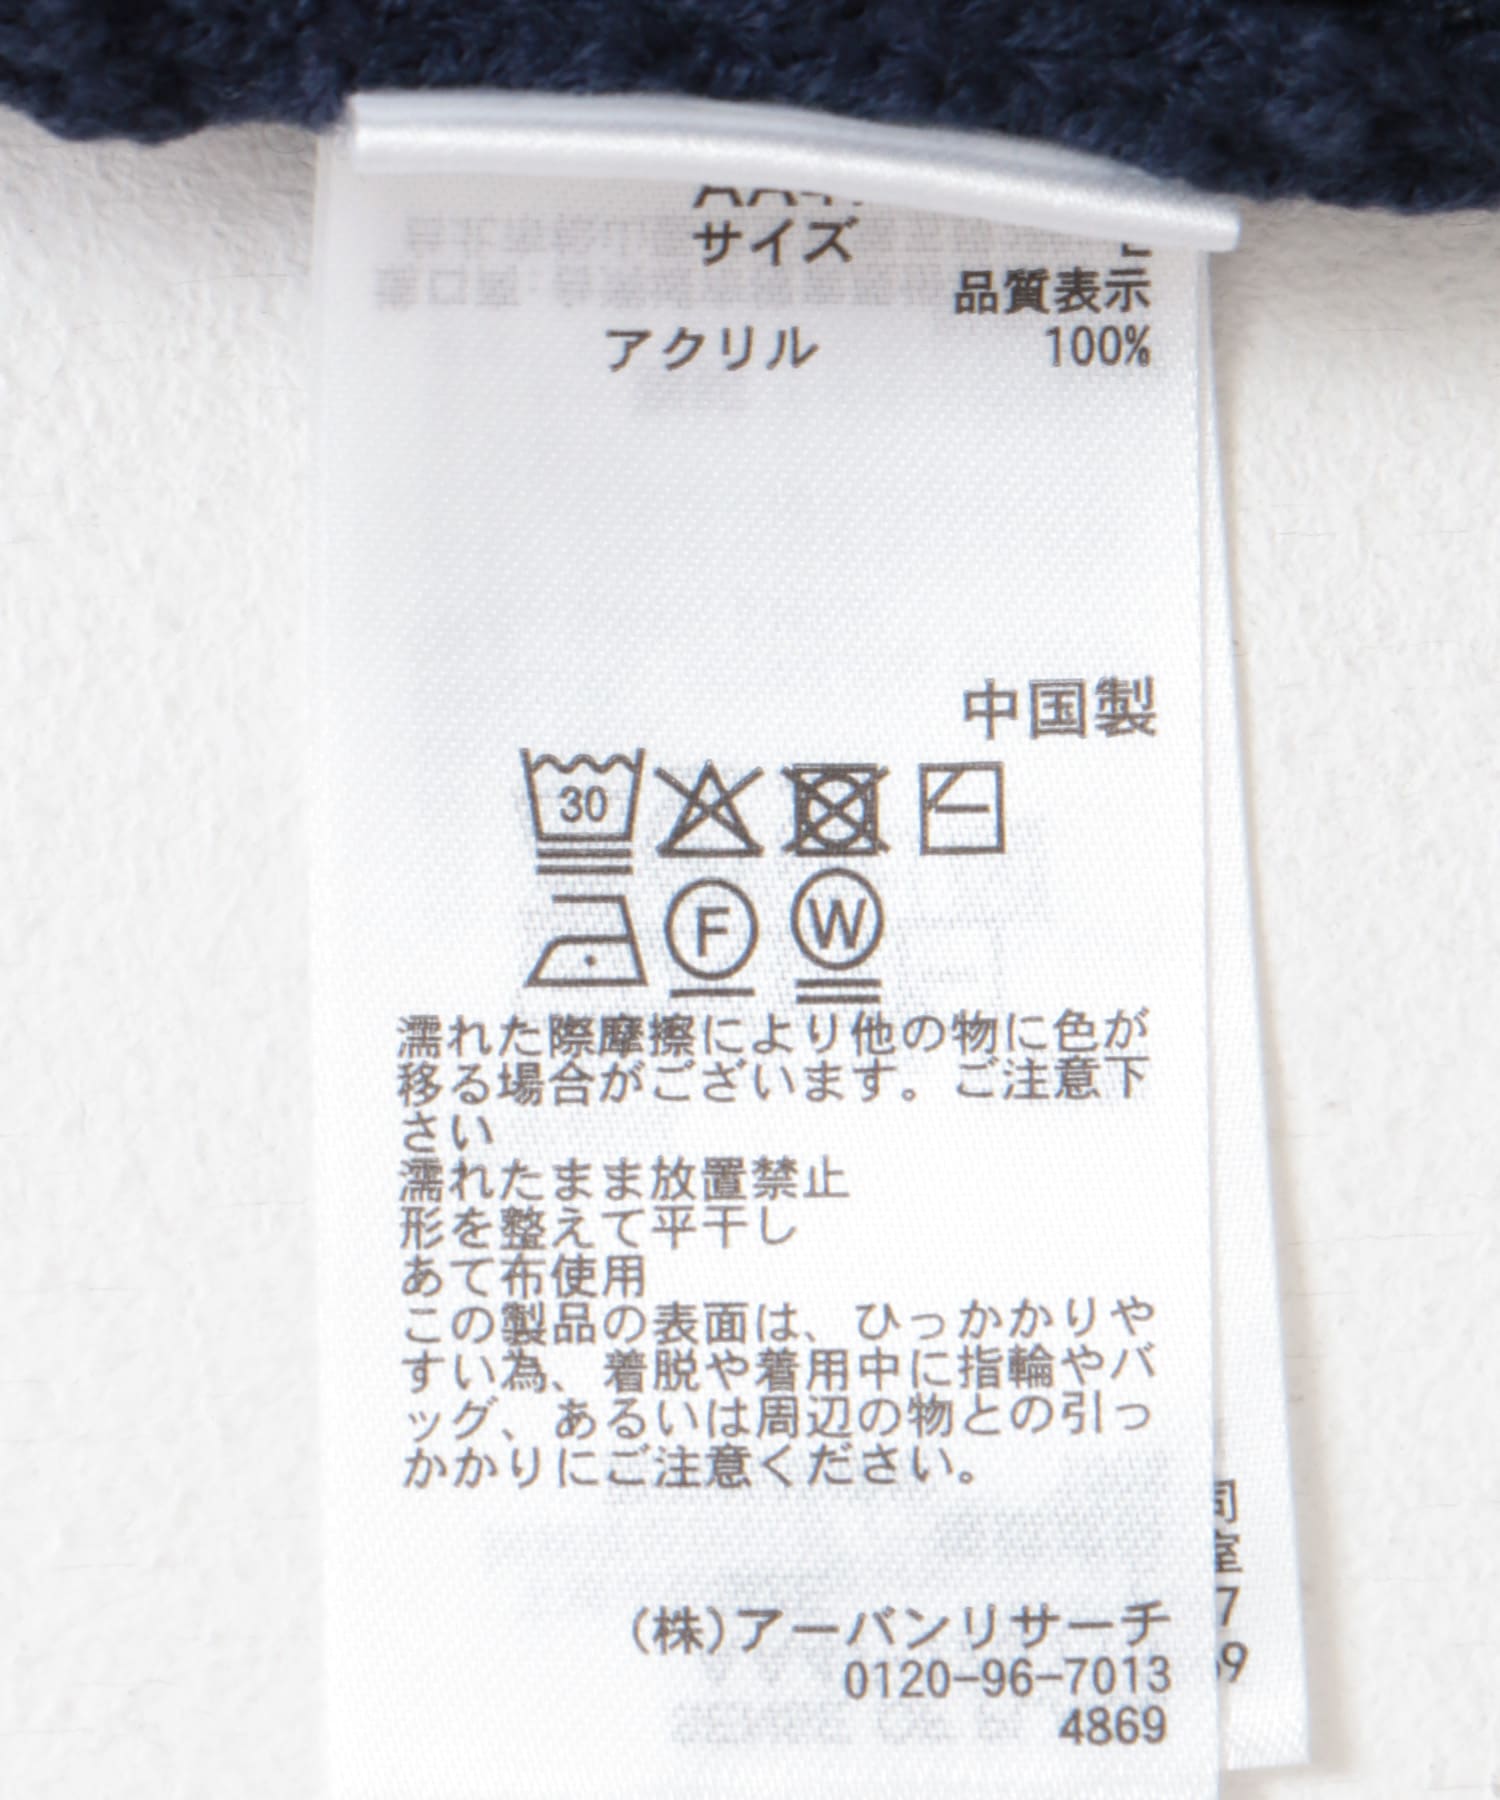 サイズ
品質表示
アクリル 100%
中国製
30
F W
濡れた際摩擦により他の物に色が
移る場合がございます。ご注意下
さい
濡れたまま放置禁止
形を整えて平干し
あて布使用
この製品の表面は、ひっかかりや
すい為、着脱や着用中に指輪やバ
ッグ、あるいは周辺の物との引っ
かかりにご注意ください。
(株)アーバンリサーチ
0120-96-7013
4869